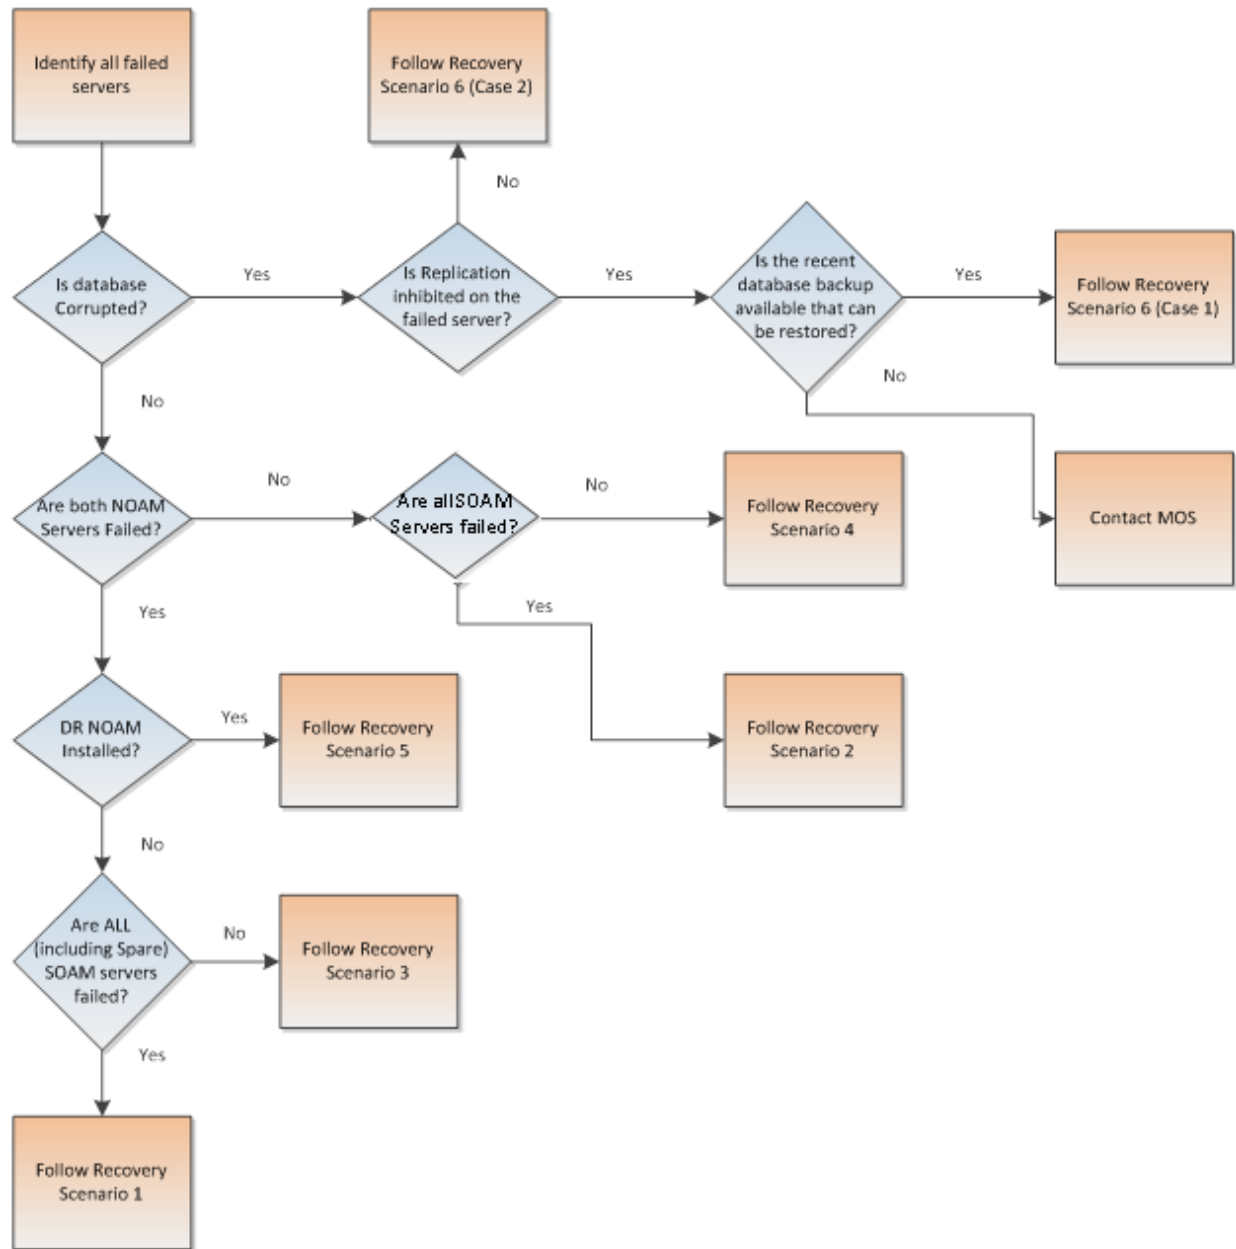 Identify all failed
servers
Follow Recovery
Scenario 6 (Case 2)
No
Is database
Corrupted?
Yes
Is Replication
inhibited on the
failed server?
Yes
Is the recent
database backup
available that can
be restored?
Yes
Follow Recovery
Scenario 6 (Case 1)
No
No
Are both NOAM
Servers Failed?
No
Are allSOAM
Servers failed?
No
Follow Recovery
Scenario 4
Contact MOS
Yes
Yes
DR NOAM
Installed?
Yes
Follow Recovery
Scenario 5
Follow Recovery
Scenario 2
No
Are ALL
(including Spare)
SOAM servers
failed?
No
Follow Recovery
Scenario 3
Yes
Follow Recovery
Scenario 1